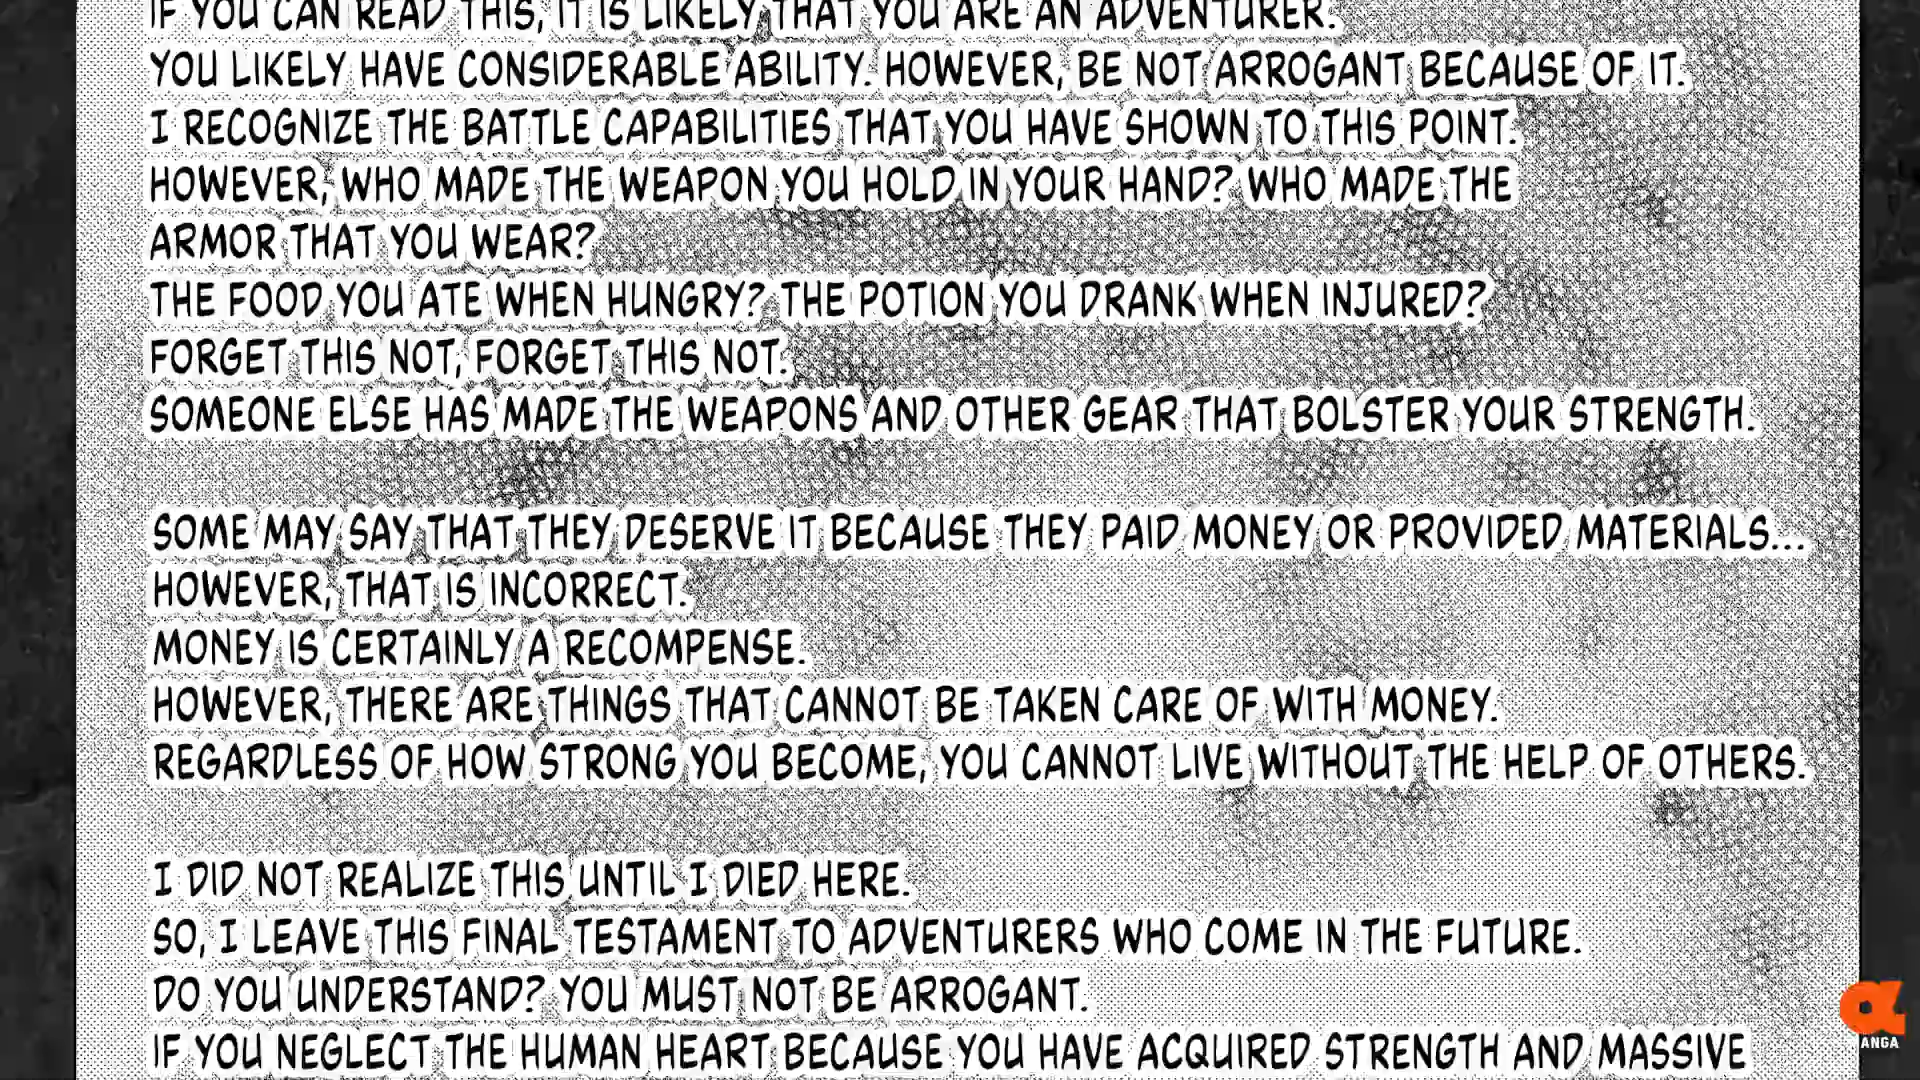 IF YOU CAN READ THIS, IT IS LIKELY THAT YOU ARE AN ADVENTURER.
YOU LIKELY HAVE CONSIDERABLE ABILITY. HOWEVER, BE NOT ARROGANT BECAUSE OF IT.
I RECOGNIZE THE BATTLE CAPABILITIES THAT YOU HAVE SHOWN TO THIS POINT.
HOWEVER, WHO MADE THE WEAPON YOU HOLD IN YOUR HAND? WHO MADE THE
ARMOR THAT YOU WEAR?
THE FOOD YOU ATE WHEN HUNGRY? THE POTION YOU DRANK WHEN INJURED?
FORGET THIS NOT, FORGET THIS NOT.
SOMEONE ELSE HAS MADE THE WEAPONS AND OTHER GEAR THAT BOLSTER YOUR STRENGTH.
SOME MAY SAY THAT THEY DESERVE IT BECAUSE THEY PAID MONEY OR PROVIDED MATERIALS...
HOWEVER, THAT IS INCORRECT.
MONEY IS CERTAINLY A RECOMPENSE.
HOWEVER, THERE ARE THINGS THAT CANNOT BE TAKEN CARE OF WITH MONEY.
REGARDLESS OF HOW STRONG YOU BECOME, YOU CANNOT LIVE WITHOUT THE HELP OF OTHERS.
I DID NOT REALIZE THIS UNTIL I DIED HERE.
SO, I LEAVE THIS FINAL TESTAMENT TO ADVENTURERS WHO COME IN THE FUTURE.
DO YOU UNDERSTAND? YOU MUST NOT BE ARROGANT.
IF YOU NEGLECT THE HUMAN HEART BECAUSE YOU HAVE ACQUIRED STRENGTH AND MASSIVE
α
ANGA